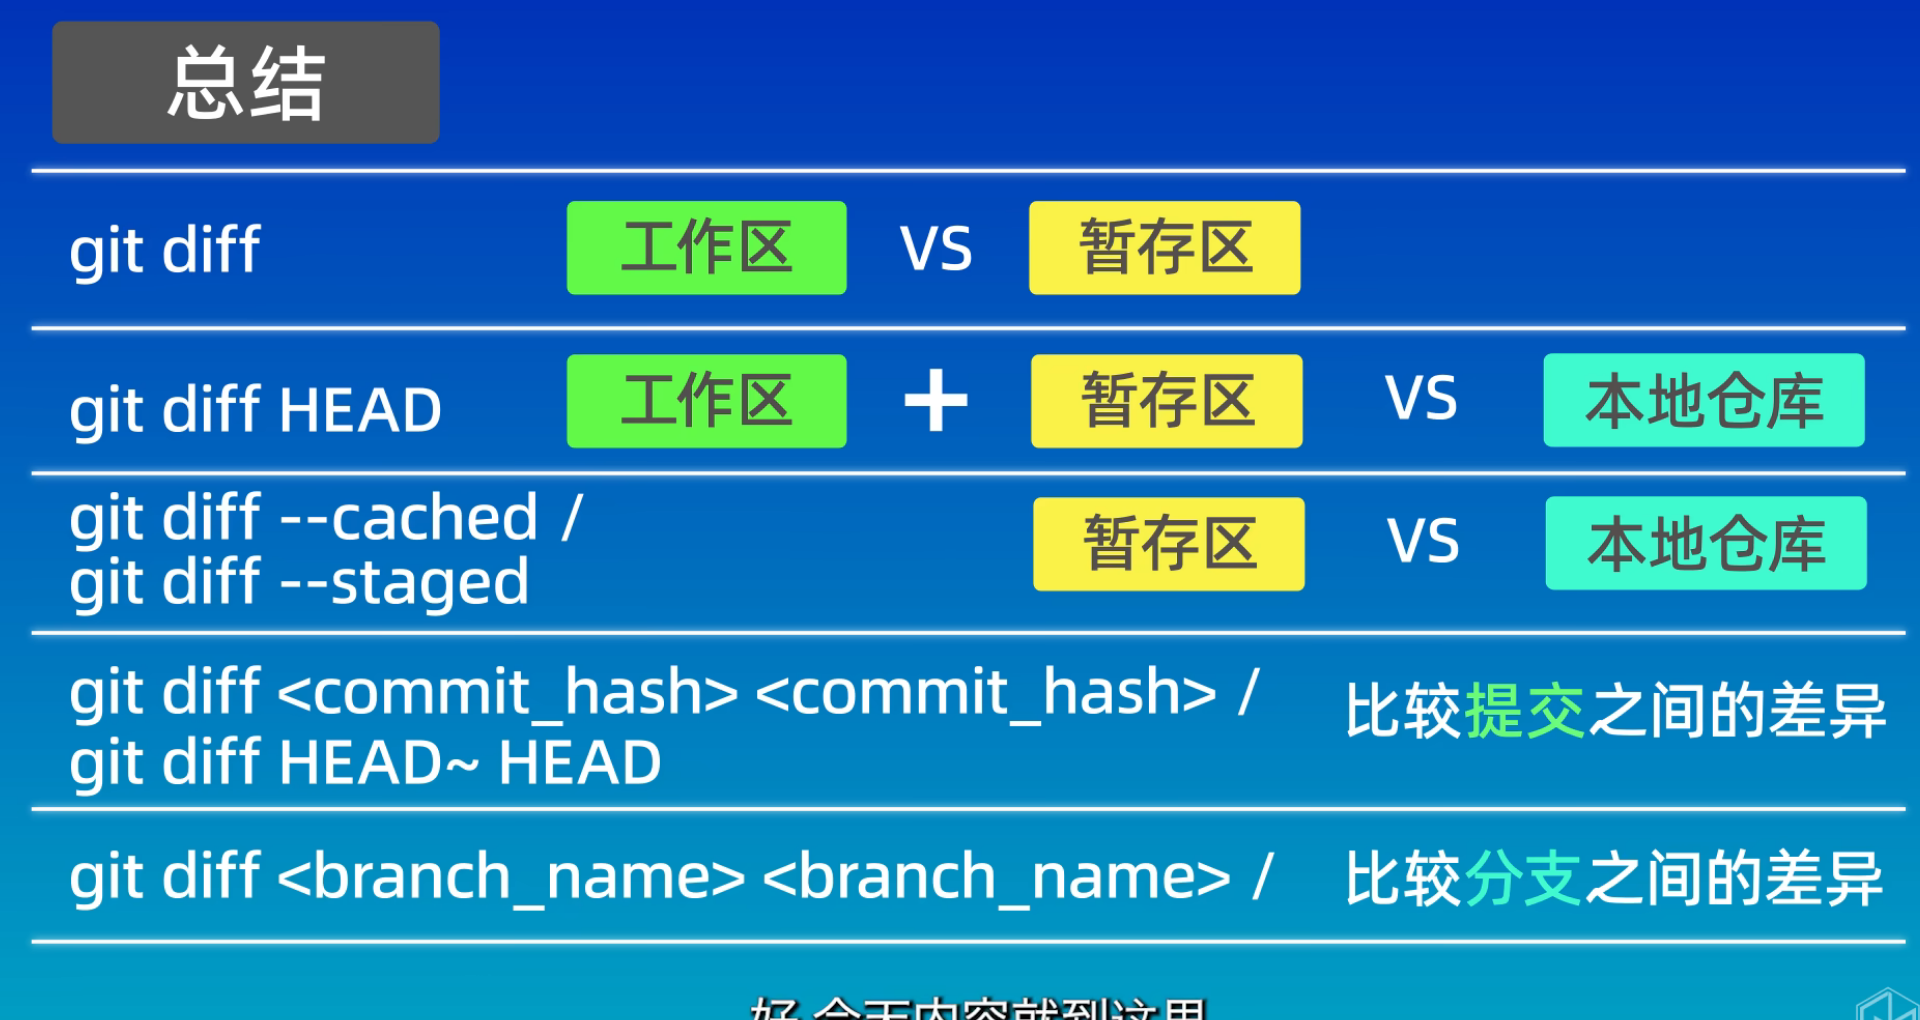 总结
git diff 工作区 VS 暂存区
git diff HEAD 工作区 + 暂存区 VS 本地仓库
git diff --cached /
git diff --staged
暂存区 VS 本地仓库
git diff <commit_hash> <commit_hash> /
git diff HEAD~ HEAD
比较提交之间的差异
git diff <branch_name> <branch_name> / 比较分支之间的差异
好 今天内容就到这里